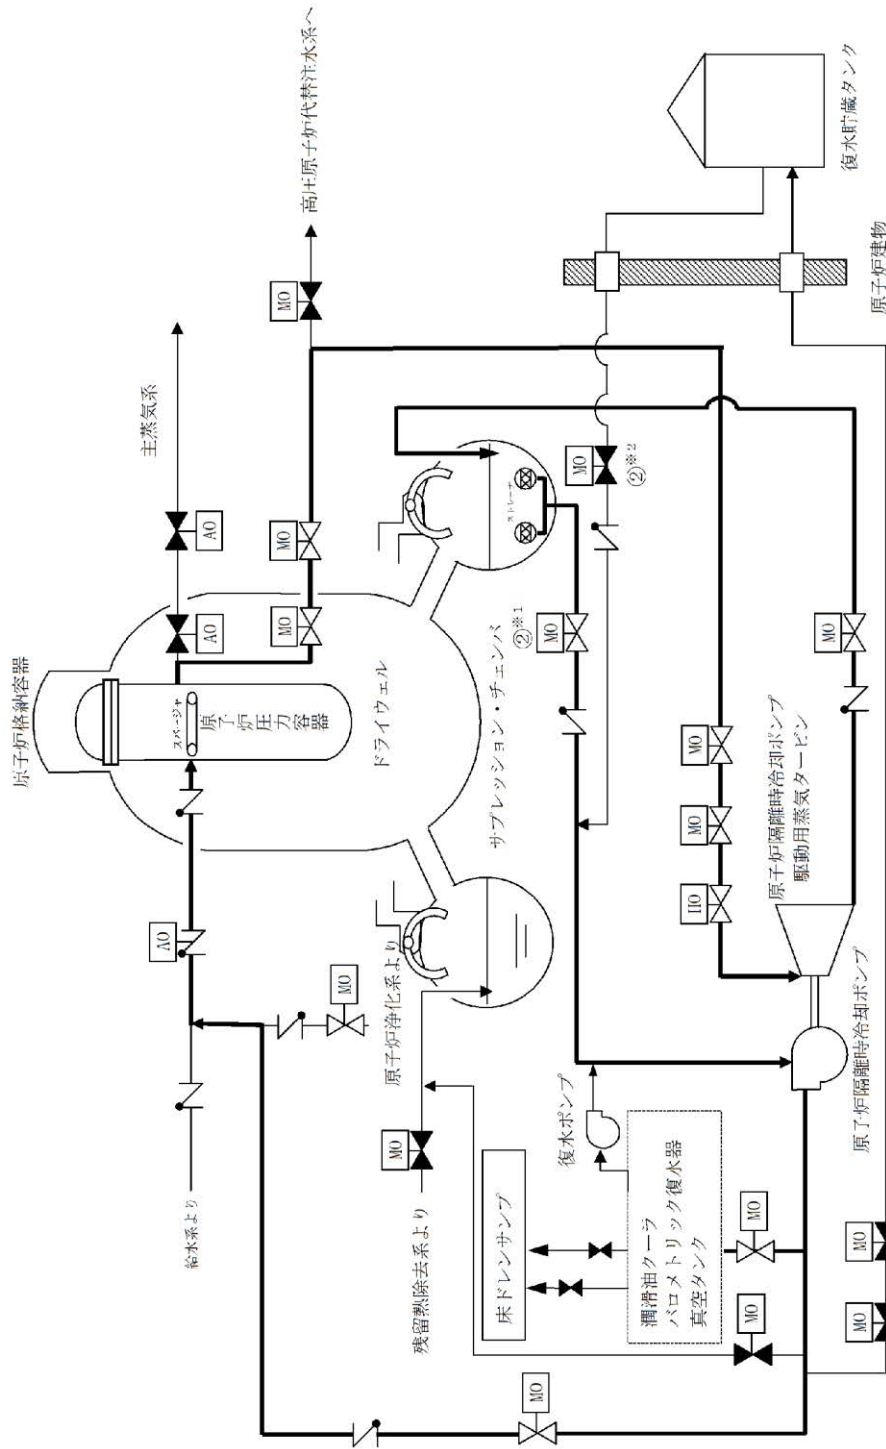 原子炉格納容器
主蒸気系
高圧原子炉代替注水系へ
AO
AO
MO
MO
MO
スパージャ
原子炉圧力容器
AO
給水系より
MO
ドライウェル
サプレッション・チェンバ
原子炉浄化系より
MO
残留熱除去系より
ストレーナ
MO
②※1
MO
②※2
原子炉建物
復水貯蔵タンク
復水ポンプ
床ドレンサンプ
潤滑油クーラ
バロメトリック復水器
真空タンク
MO
MO
MO
HO
MO
MO
MO
原子炉隔離時冷却ポンプ
駆動用蒸気タービン
原子炉隔離時冷却ポンプ
MO
MO